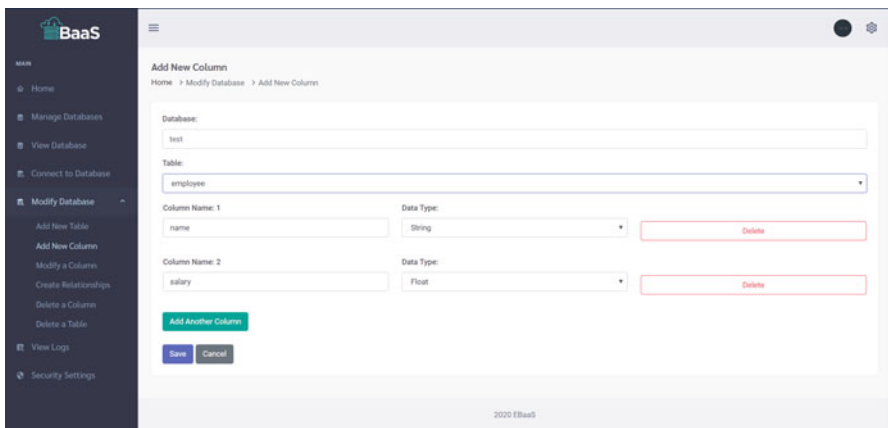 BaaS
MAIN
Home
Manage Databases
View Database
Connect to Database
Modify Database
Add New Table
Add New Column
Modify a Column
Create Relationships
Delete a Column
Delete a Table
View Logs
Security Settings
Add New Column
Home > Modify Database > Add New Column
Database:
test
Table:
employee
Column Name: 1 Data Type:
name String Delete
Column Name: 2 Data Type:
salary Float Delete
Add Another Column
Save Cancel
2020 EBaaS